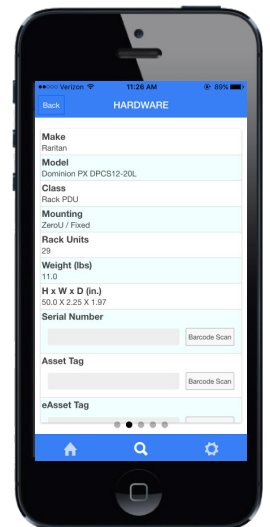 Verizon 11:26 AM 89%
Back HARDWARE
Make
Raritan
Model
Dominion PX DPCS12-20L
Class
Rack PDU
Mounting
ZeroU / Fixed
Rack Units
29
Weight (lbs)
11.0
H x W x D (in.)
50.0 X 2.25 X 1.97
Serial Number
Barcode Scan
Asset Tag
Barcode Scan
eAsset Tag